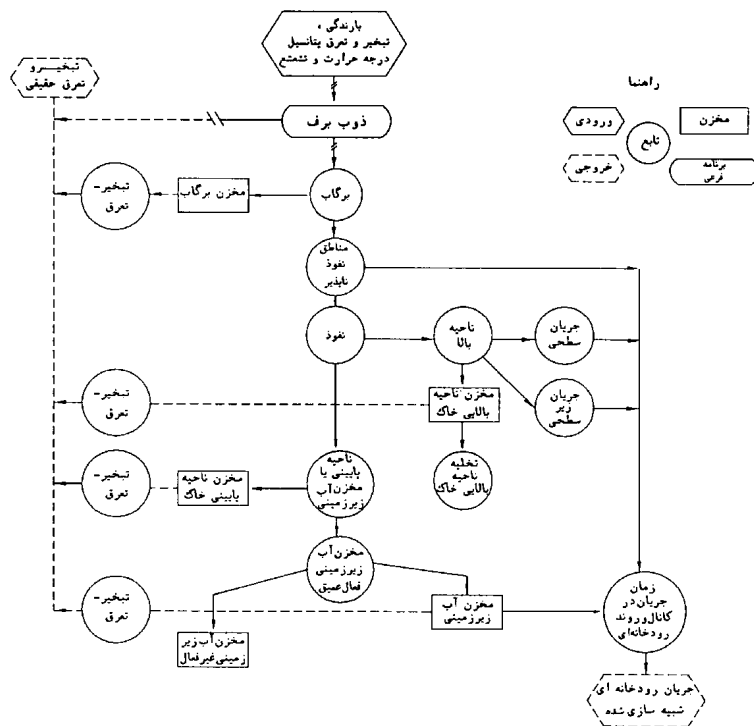 بارندگی ،
تبخیر و تعرق پتانسیل
درجه حرارت و تشعشع
تبخیــرو
تعرق حقیقی
راهنما
ورودی
مخزن
تابع
خروجی
برنامه
فرعی
ذوب برف
تبخیر-
تعرق
مخزن برگاب
برگاب
مناطق
نفوذ
ناپذیر
نفوذ
ناحیه
بالا
جریان
سطحی
تبخیر-
تعرق
مخزن ناحیه
بالایی خاک
جریان
زیر
سطحی
تبخیر-
تعرق
مخزن ناحیه
پایینی خاک
ناحیه
پایینی یا
مخزن آب
زیرزمینی
تخلیه
ناحیه
بالایی خاک
مخزن آب
زیرزمینی
فعال عمیق
تبخیر-
تعرق
مخزن آب زیر
زمینی غیرفعال
مخزن آب
زیرزمینی
زمان
جریان در
کانال وروند
رودخانه‌ای
جریان رودخانه ای
شبیه سازی شده